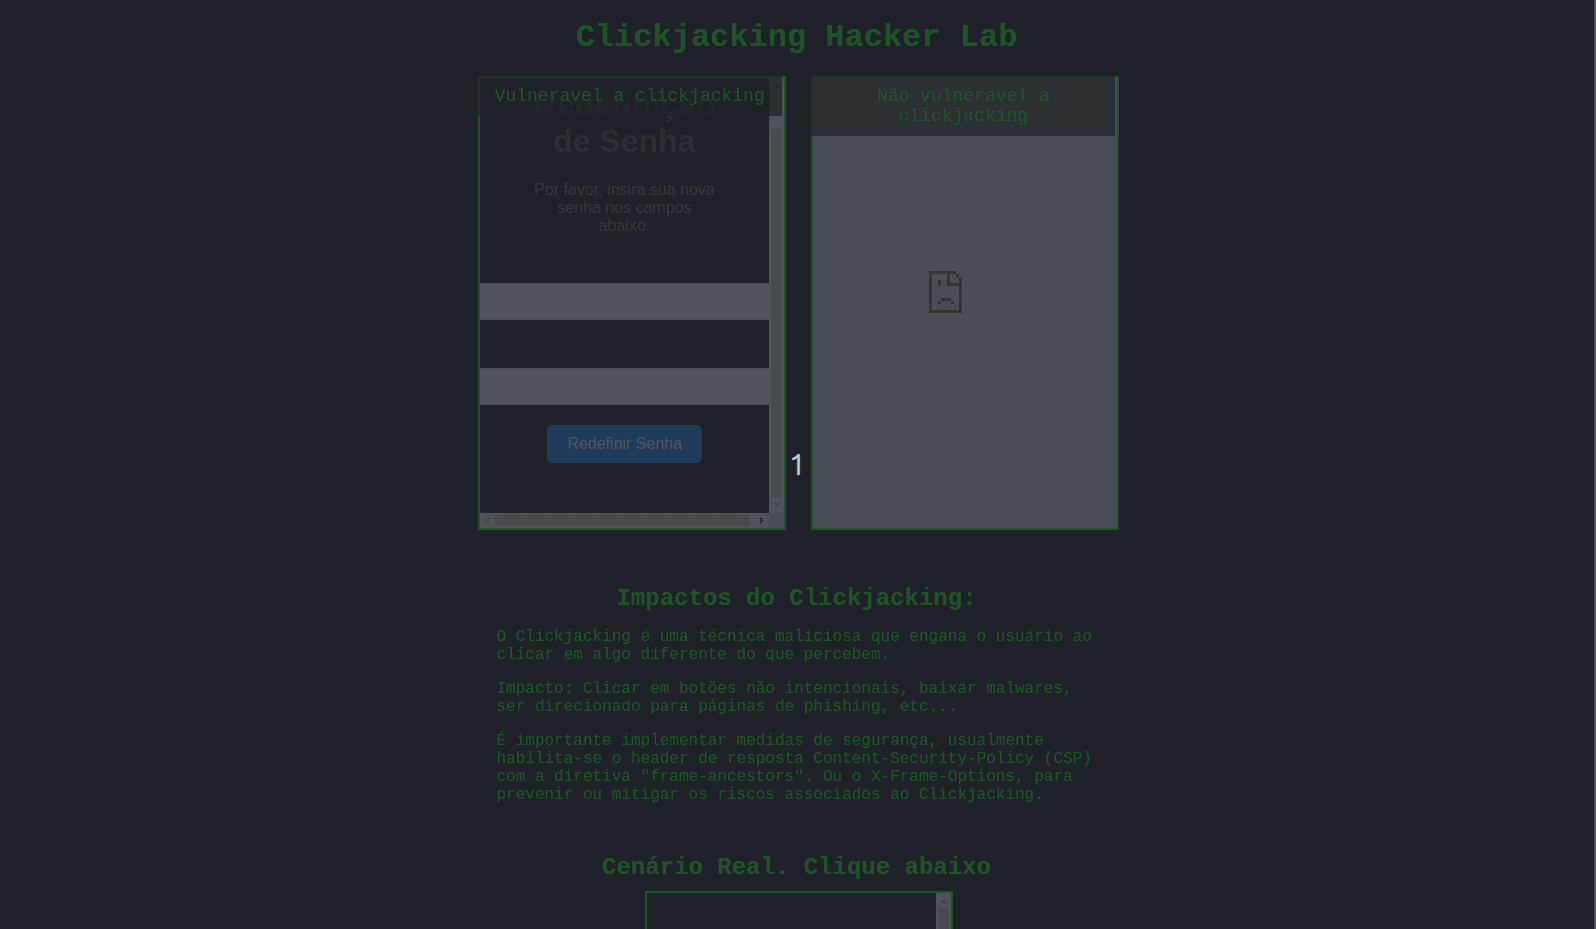 Clickjacking Hacker Lab
Vulneravel a clickjacking
Redefinição
de Senha
Por favor, insira sua nova
senha nos campos
abaixo:
Redefinir Senha
1
Não vulneravel a
clickjacking
Impactos do Clickjacking:
O Clickjacking é uma técnica maliciosa que engana o usuário ao
clicar em algo diferente do que percebem.
Impacto: Clicar em botões não intencionais, baixar malwares,
ser direcionado para páginas de phishing, etc...
É importante implementar medidas de segurança, usualmente
habilita-se o header de resposta Content-Security-Policy (CSP)
com a diretiva "frame-ancestors". Ou o X-Frame-Options, para
prevenir ou mitigar os riscos associados ao Clickjacking.
Cenário Real. Clique abaixo